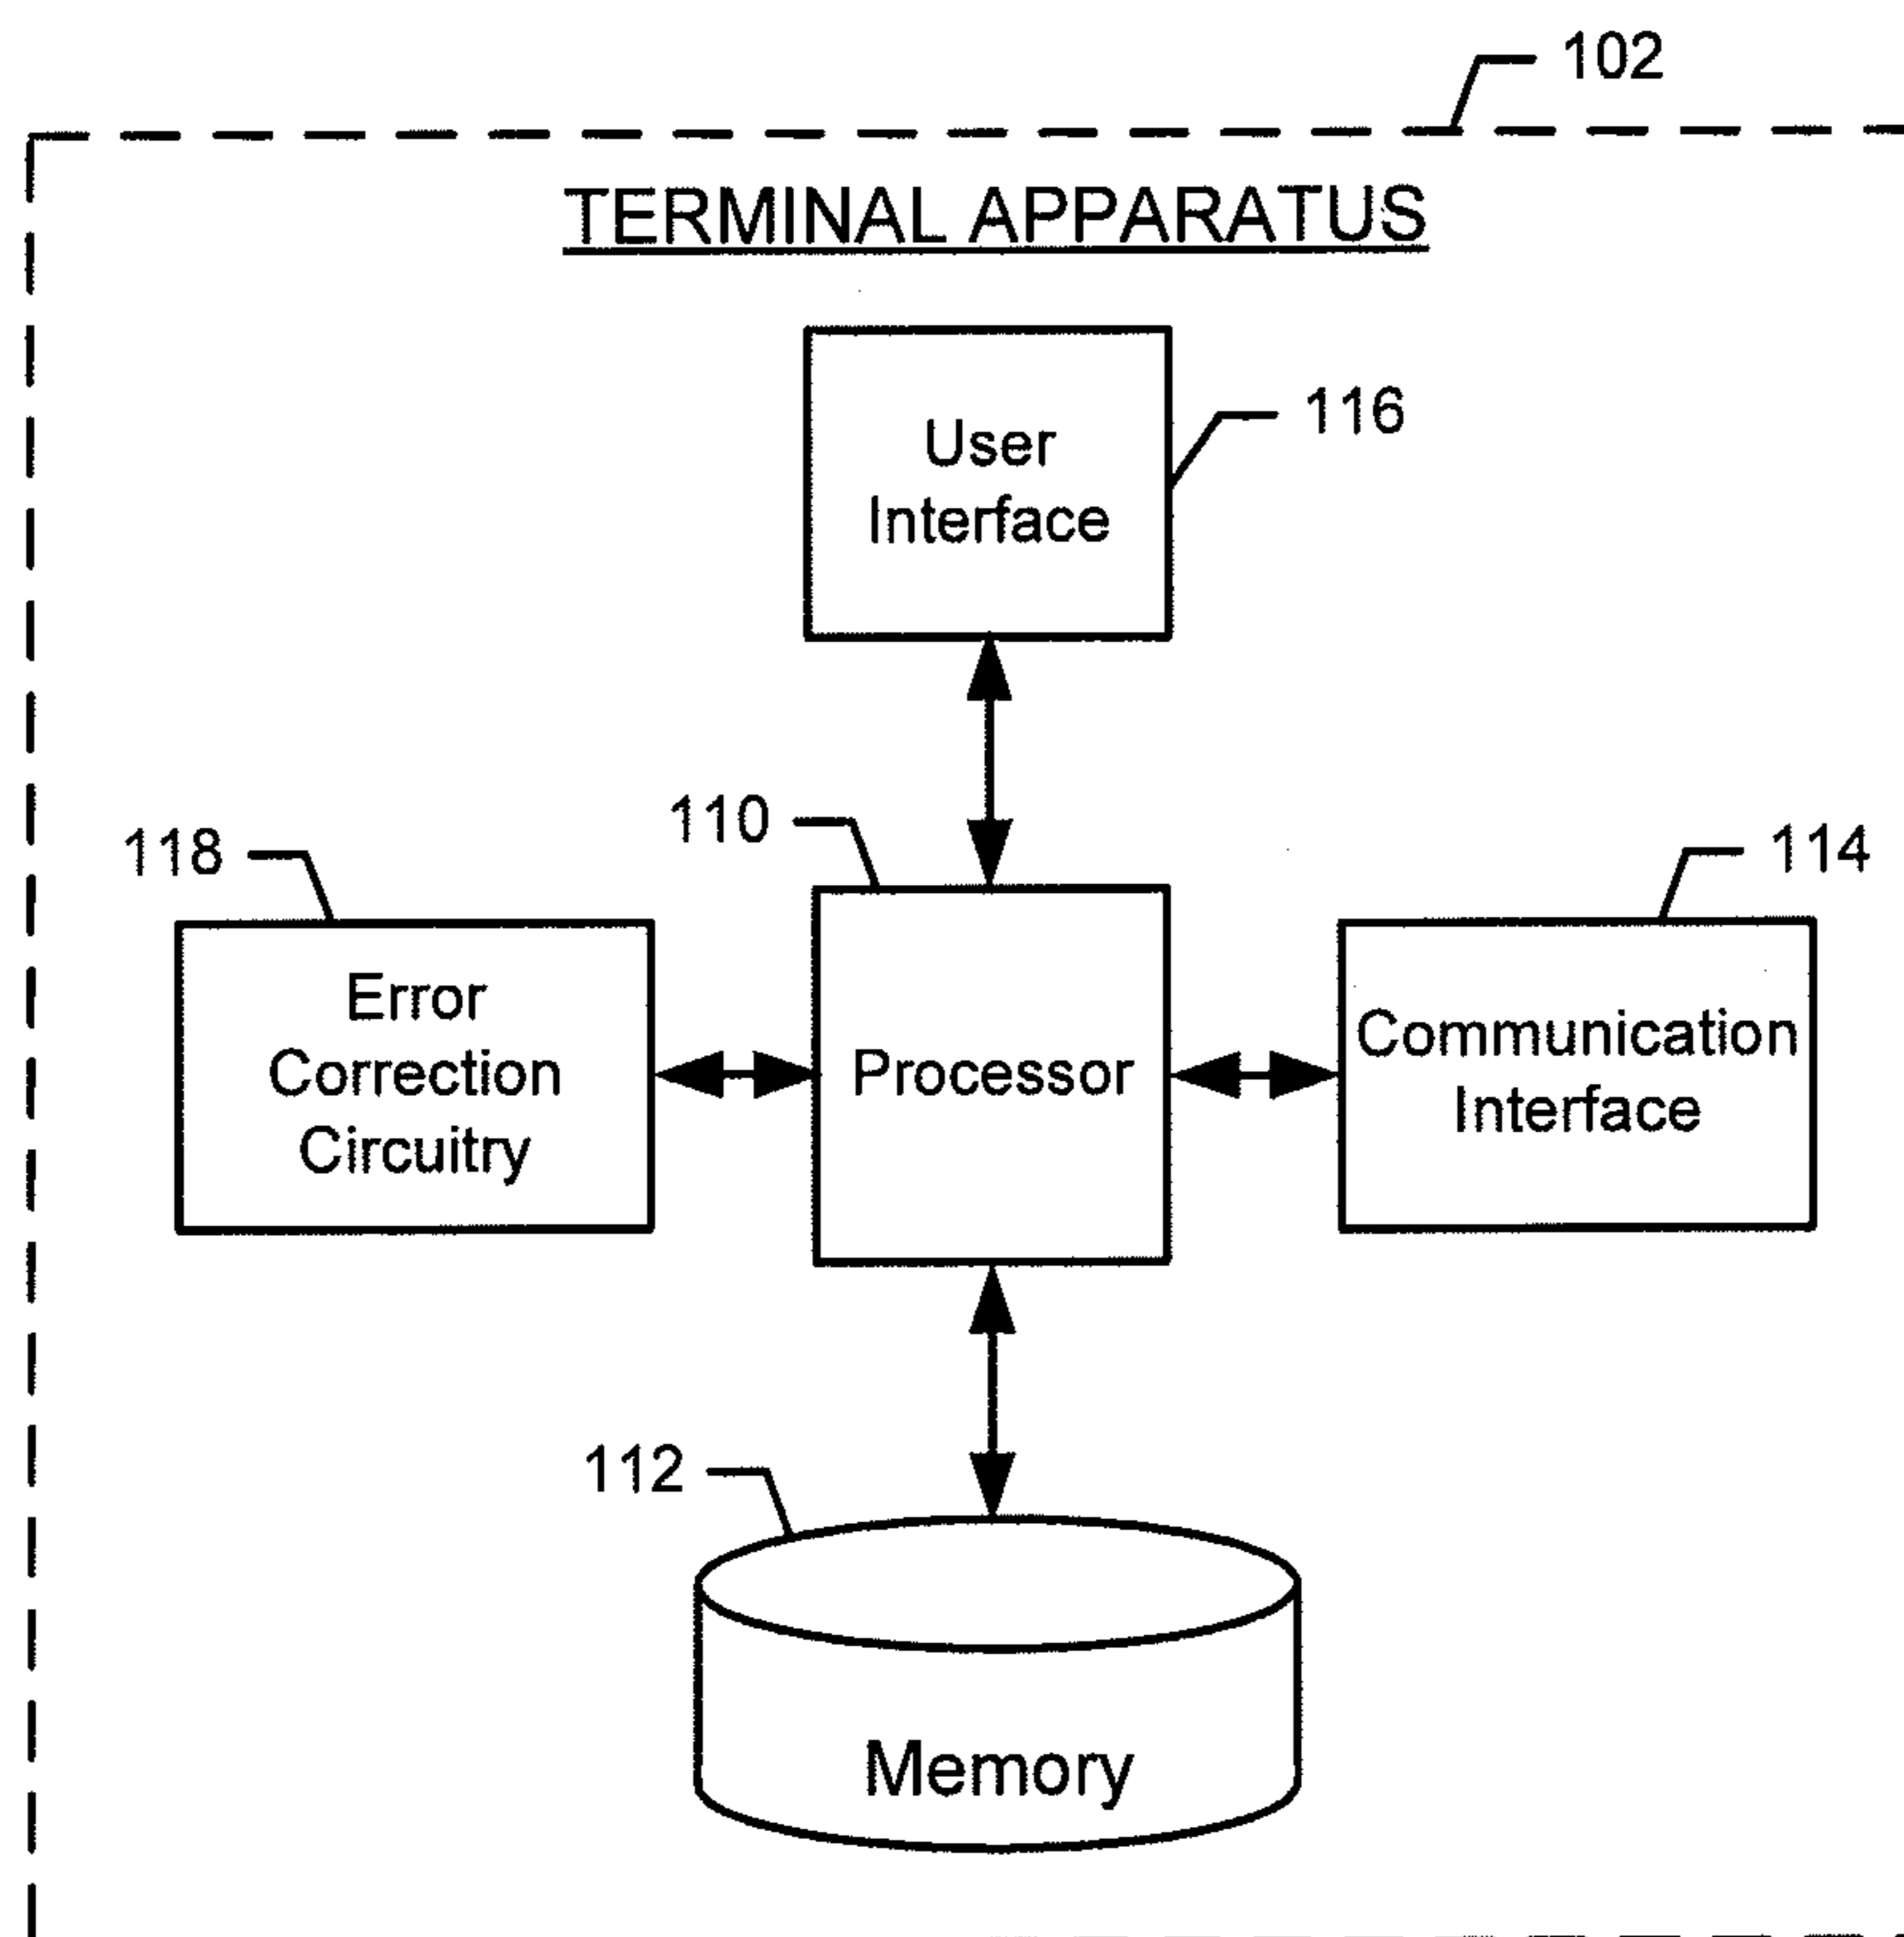 102
TERMINAL APPARATUS
User
Interface
116
110
118
114
Error
Correction
Circuitry
Processor
Communication
Interface
112
Memory